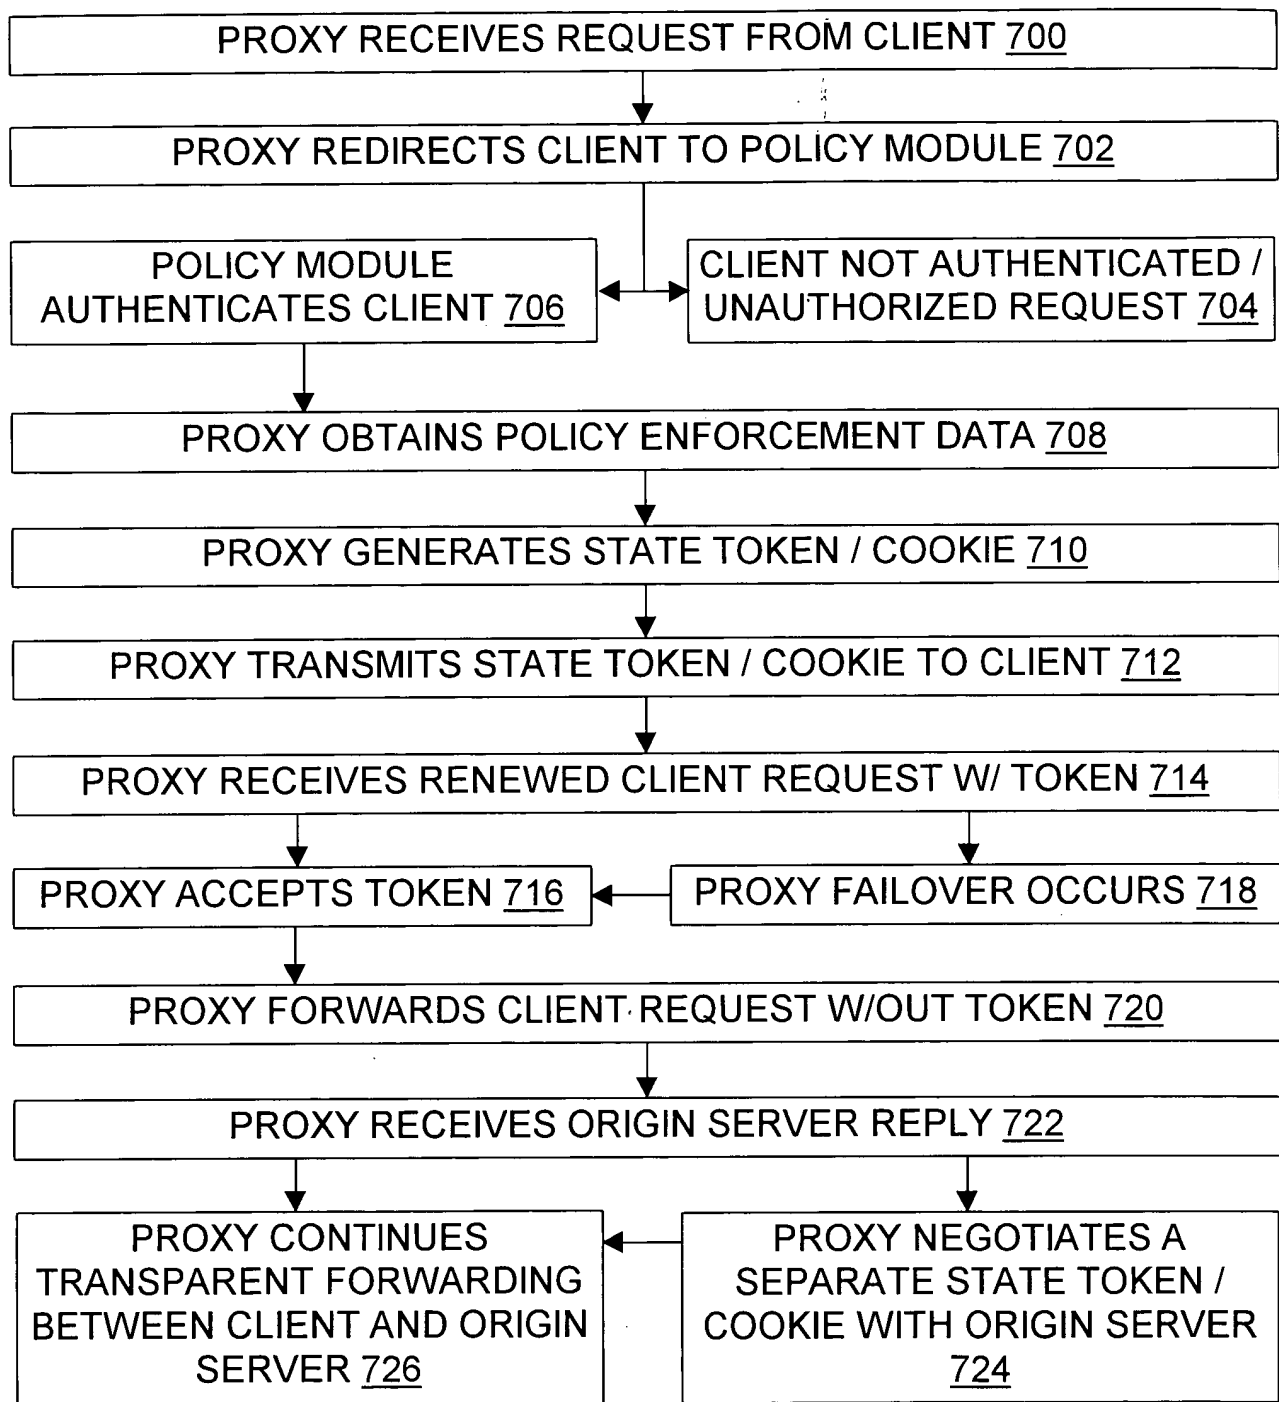 PROXY RECEIVES REQUEST FROM CLIENT 700
PROXY REDIRECTS CLIENT TO POLICY MODULE 702
POLICY MODULE
AUTHENTICATES CLIENT 706
CLIENT NOT AUTHENTICATED /
UNAUTHORIZED REQUEST 704
PROXY OBTAINS POLICY ENFORCEMENT DATA 708
PROXY GENERATES STATE TOKEN / COOKIE 710
PROXY TRANSMITS STATE TOKEN / COOKIE TO CLIENT 712
PROXY RECEIVES RENEWED CLIENT REQUEST W/ TOKEN 714
PROXY ACCEPTS TOKEN 716
PROXY FAILOVER OCCURS 718
PROXY FORWARDS CLIENT REQUEST W/OUT TOKEN 720
PROXY RECEIVES ORIGIN SERVER REPLY 722
PROXY CONTINUES
TRANSPARENT FORWARDING
BETWEEN CLIENT AND ORIGIN
SERVER 726
PROXY NEGOTIATES A
SEPARATE STATE TOKEN /
COOKIE WITH ORIGIN SERVER
724